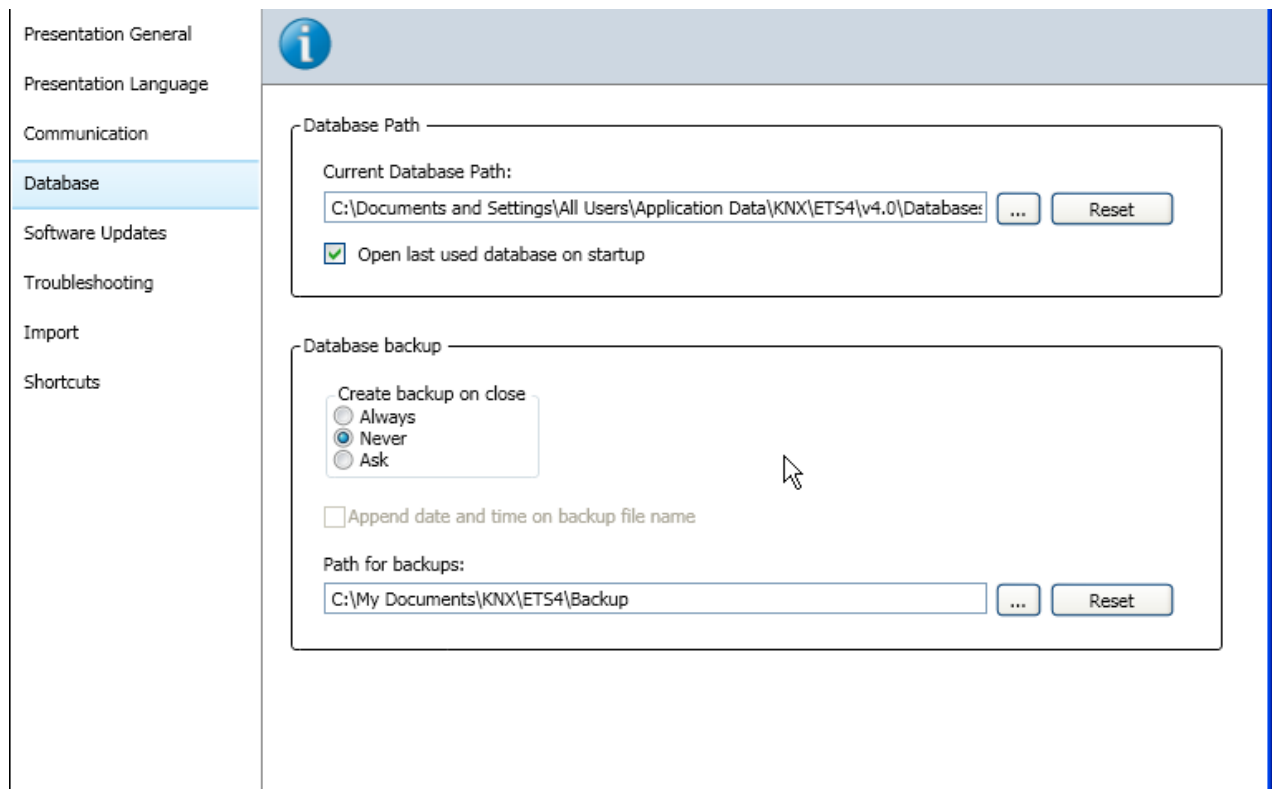 Presentation General
Presentation Language
Communication
Database
Software Updates
Troubleshooting
Import
Shortcuts
Database Path
Current Database Path:
C:\Documents and Settings\All Users\Application Data\KNX\ETS4\v4.0\Databases
... Reset
Open last used database on startup
Database backup
Create backup on close
Always
Never
Ask
Append date and time on backup file name
Path for backups:
C:\My Documents\KNX\ETS4\Backup
... Reset